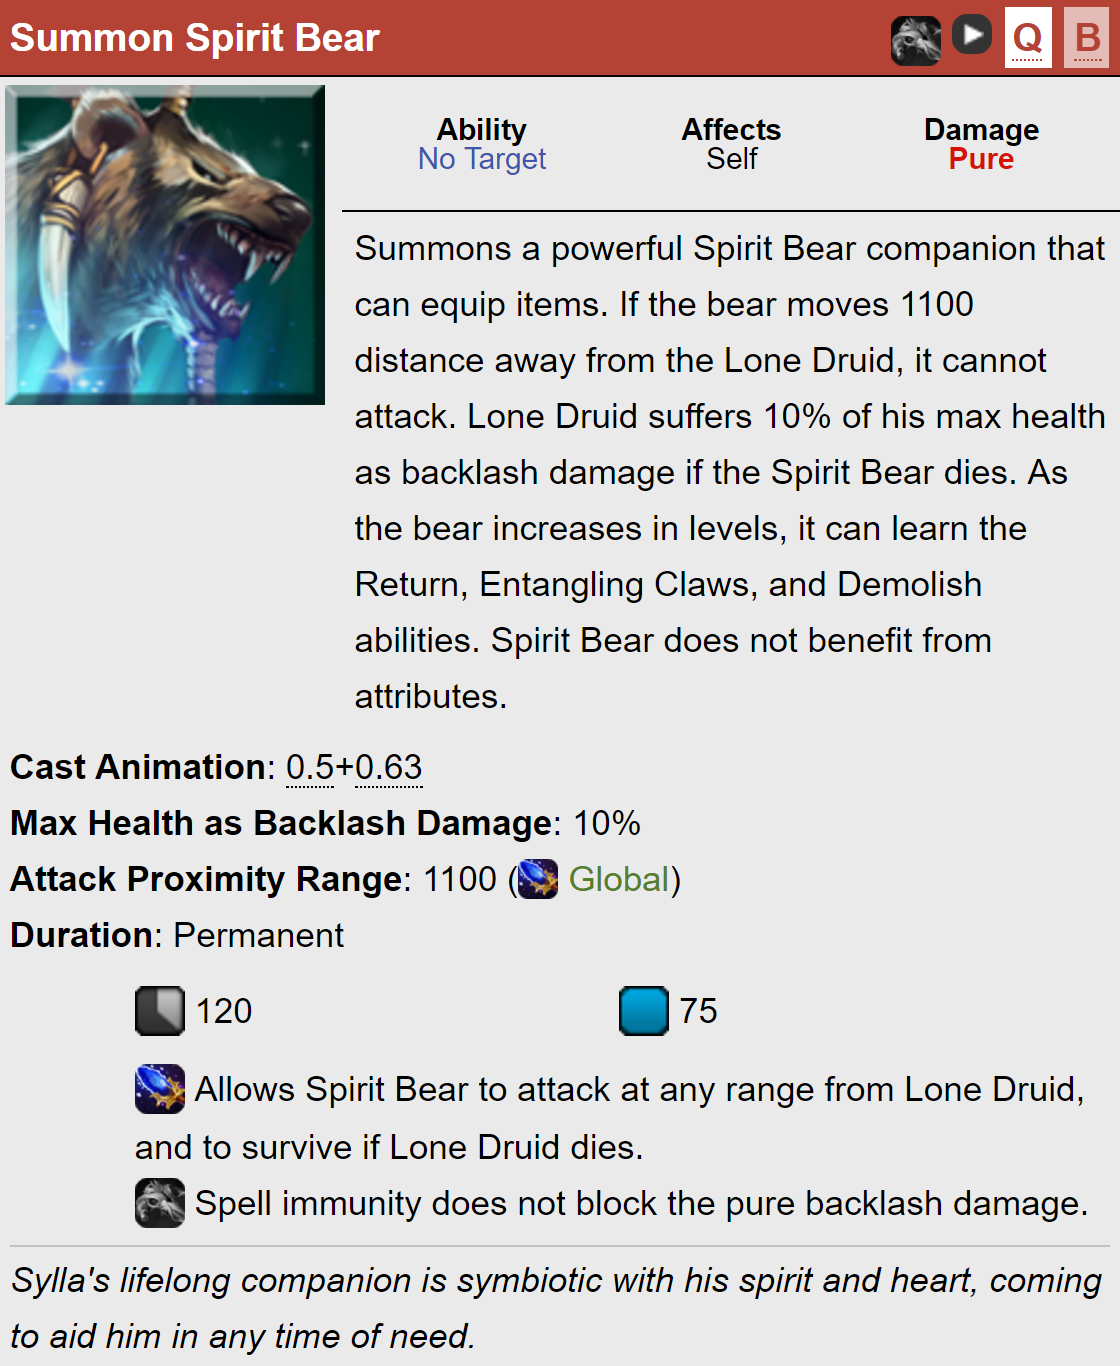 Summon Spirit Bear Q B
Ability Affects Damage
No Target Self Pure
Summons a powerful Spirit Bear companion that
can equip items. If the bear moves 1100
distance away from the Lone Druid, it cannot
attack. Lone Druid suffers 10% of his max health
as backlash damage if the Spirit Bear dies. As
the bear increases in levels, it can learn the
Return, Entangling Claws, and Demolish
abilities. Spirit Bear does not benefit from
attributes.
Cast Animation: 0.5+0.63
Max Health as Backlash Damage: 10%
Attack Proximity Range: 1100 ( Global)
Duration: Permanent
120 75
Allows Spirit Bear to attack at any range from Lone Druid,
and to survive if Lone Druid dies.
Spell immunity does not block the pure backlash damage.
Sylla's lifelong companion is symbiotic with his spirit and heart, coming
to aid him in any time of need.